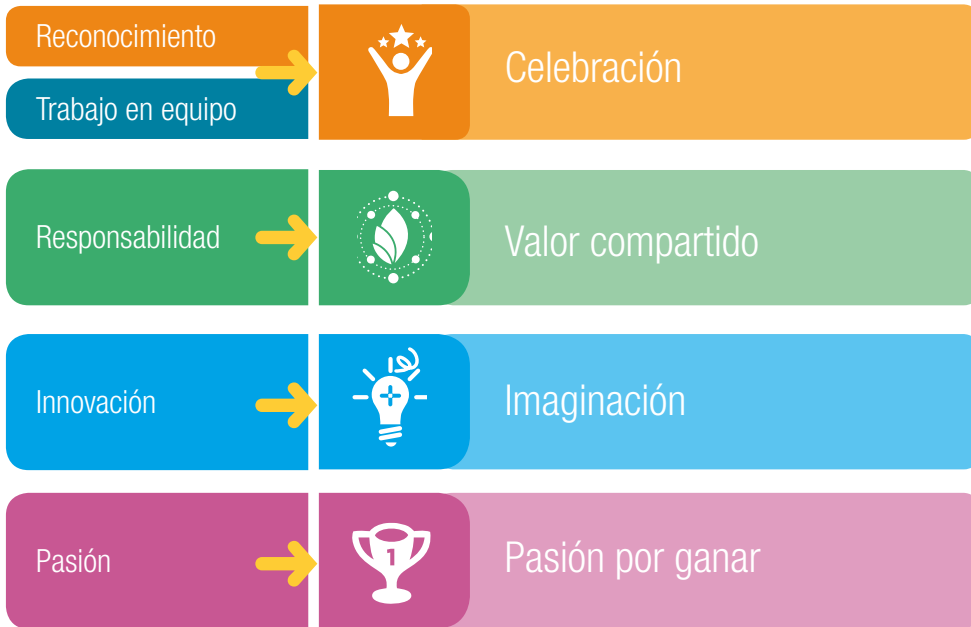 Reconocimiento
Trabajo en equipo
Celebración
Responsabilidad
Valor compartido
Innovación
Imaginación
Pasión
1
Pasión por ganar